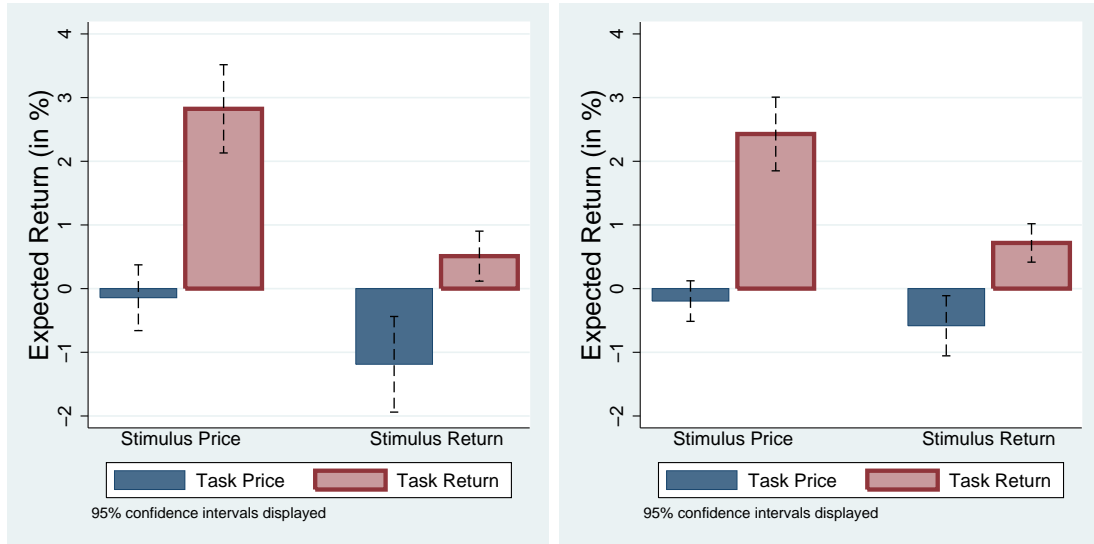 Expected Return (in %)
4
3
2
1
0
−1
−2
Stimulus Price Stimulus Return
Task Price Task Return
95% confidence intervals displayed
Expected Return (in %)
4
3
2
1
0
−1
−2
Stimulus Price Stimulus Return
Task Price Task Return
95% confidence intervals displayed